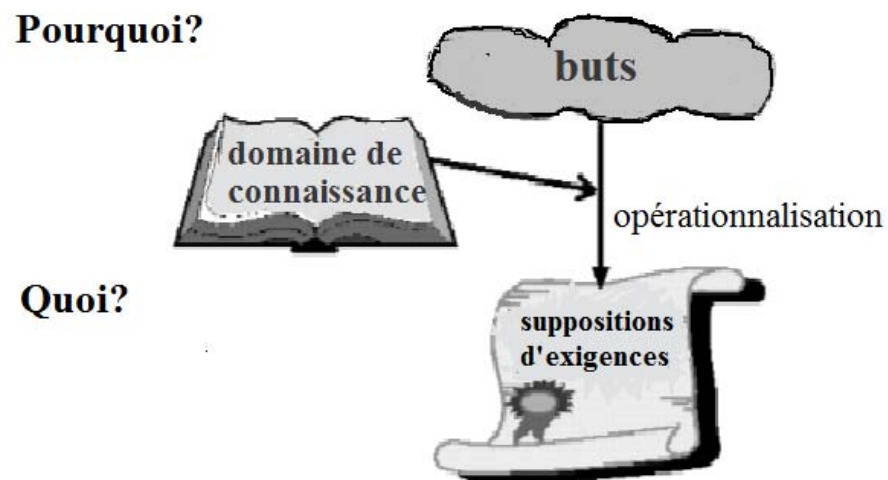 Pourquoi?
buts
domaine de
connaissance
opérationnalisation
Quoi?
suppositions
d'exigences